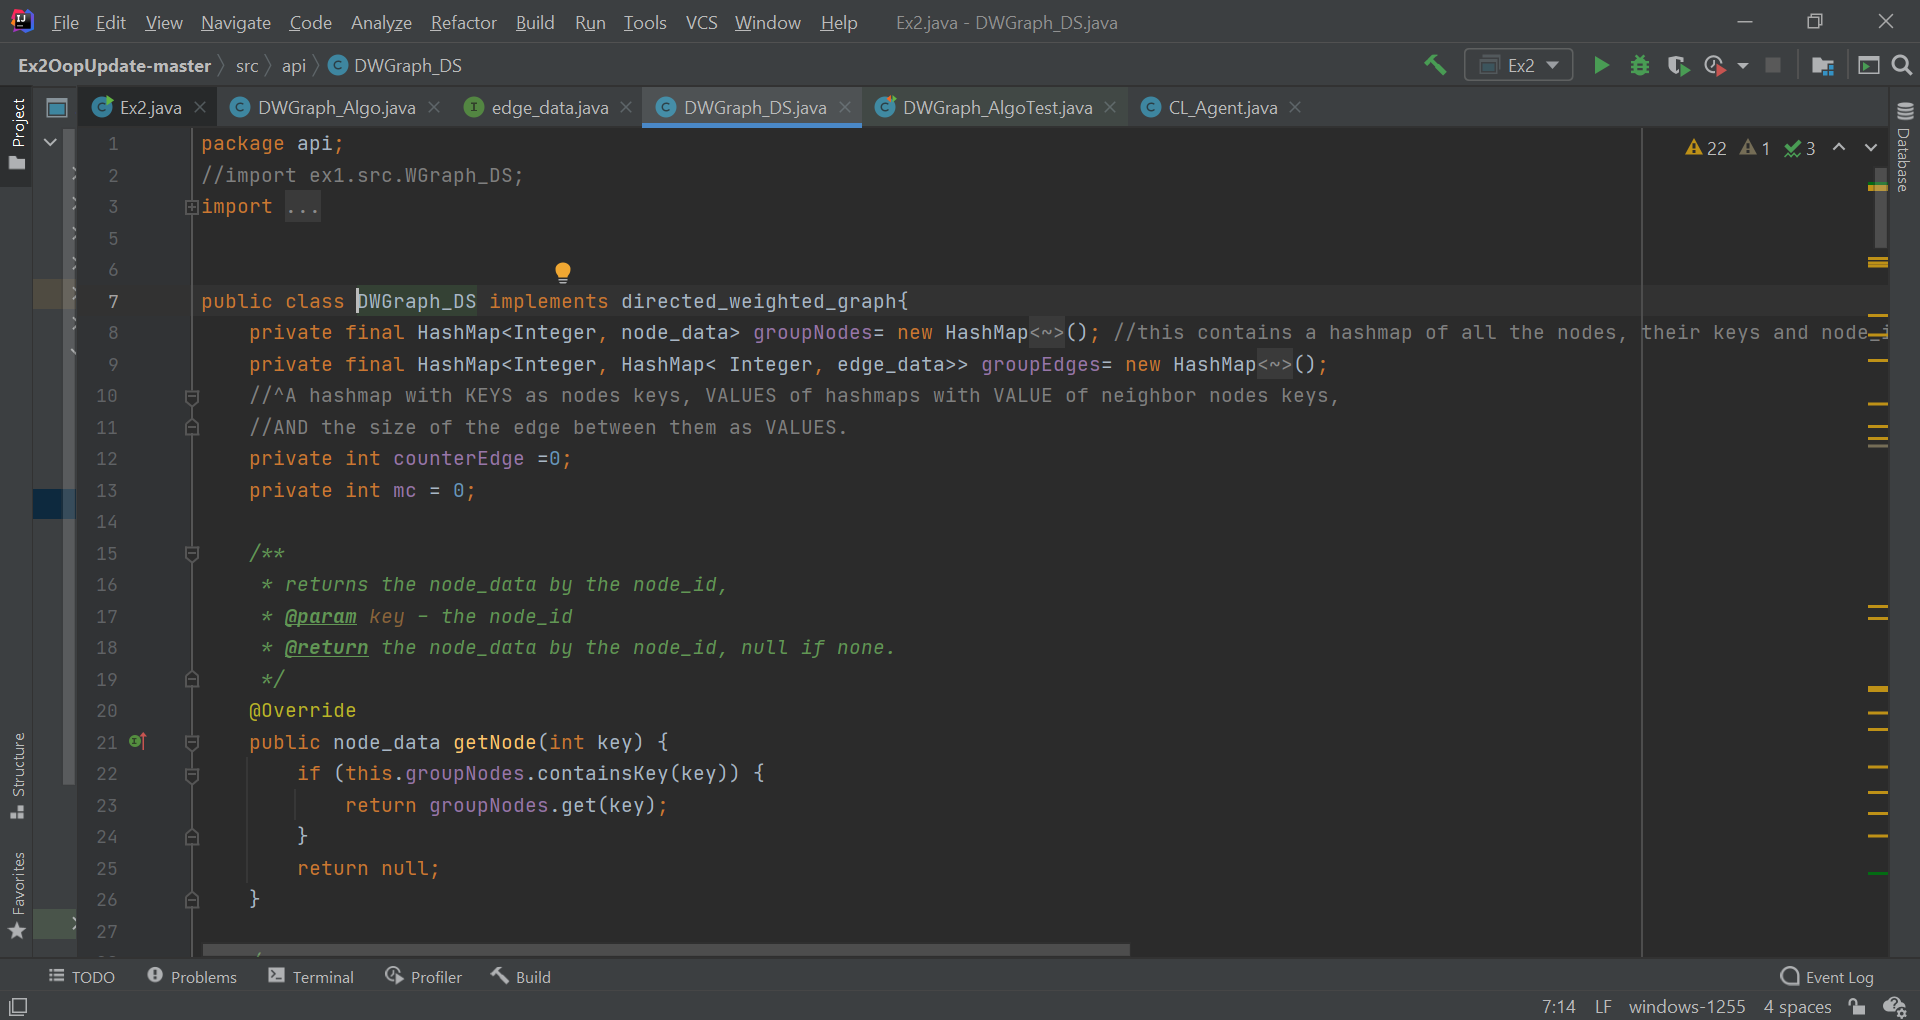 File Edit View Navigate Code Analyze Refactor Build Run Tools VCS Window Help Ex2.java - DWGraph_DS.java
Ex2OopUpdate-master src api DWGraph_DS Ex2
Project Ex2.java DWGraph_Algo.java edge_data.java DWGraph_DS.java DWGraph_AlgoTest.java CL_Agent.java
1 package api; 22 1 3
Database
2 //import ex1.src.WGraph_DS;
3 import ...
5
6
7 public class DWGraph_DS implements directed_weighted_graph{
8 private final HashMap<Integer, node_data> groupNodes= new HashMap<~>(); //this contains a hashmap of all the nodes, their keys and node_i
9 private final HashMap<Integer, HashMap< Integer, edge_data>> groupEdges= new HashMap<~>();
10 //^A hashmap with KEYS as nodes keys, VALUES of hashmaps with VALUE of neighbor nodes keys,
11 //AND the size of the edge between them as VALUES.
12 private int counterEdge =0;
13 private int mc = 0;
14
15 /**
16 * returns the node_data by the node_id,
17 * @param key - the node_id
18 * @return the node_data by the node_id, null if none.
19 */
20 @Override
21 public node_data getNode(int key) {
22 if (this.groupNodes.containsKey(key)) {
Structure
23 return groupNodes.get(key);
24 }
25 return null;
Favorites
26 }
27
TODO Problems Terminal Profiler Build Event Log
7:14 LF windows-1255 4 spaces